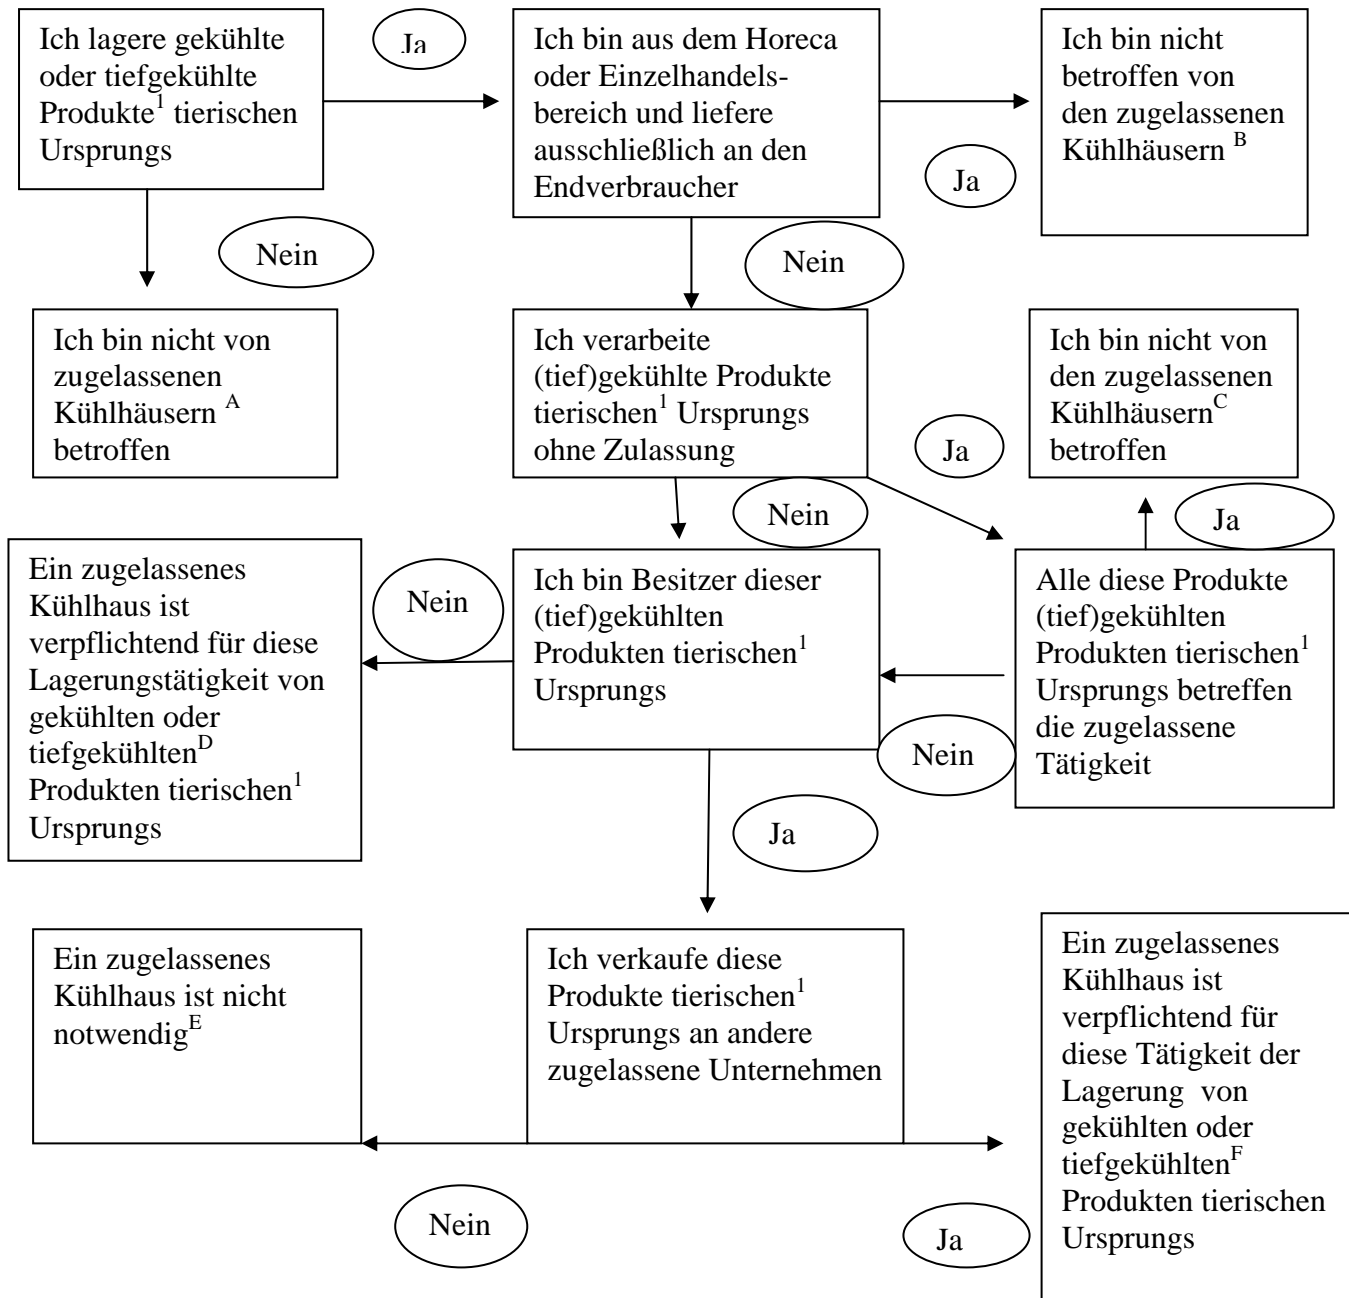 Ich lagere gekühlte
oder tiefgekühlte
Produkte1 tierischen
Ursprungs
Ja
Ich bin aus dem Horeca
oder Einzelhandels-
bereich und liefere
ausschließlich an den
Endverbraucher
Ja
Ich bin nicht
betroffen von
den zugelassenen
Kühlhäusern B
Nein
Nein
Ich bin nicht von
zugelassenen
Kühlhäusern A
betroffen
Ich verarbeite
(tief)gekühlte Produkte
tierischen1 Ursprungs
ohne Zulassung
Ja
Ich bin nicht von
den zugelassenen
Kühlhäusern C
betroffen
Nein
Ja
Ein zugelassenes
Kühlhaus ist
verpflichtend für diese
Lagerungstätigkeit von
gekühlten oder
tiefgekühlten D
Produkten tierischen1
Ursprungs
Nein
Ich bin Besitzer dieser
(tief)gekühlten
Produkten tierischen1
Ursprungs
Nein
Alle diese Produkte
(tief)gekühlten
Produkten tierischen1
Ursprungs betreffen
die zugelassene
Tätigkeit
Ja
Ein zugelassenes
Kühlhaus ist nicht
notwendig E
Ich verkaufe diese
Produkte tierischen1
Ursprungs an andere
zugelassene Unternehmen
Ein zugelassenes
Kühlhaus ist
verpflichtend für
diese Tätigkeit der
Lagerung von
gekühlten oder
tiefgekühlten F
Produkten tierischen
Ursprungs
Nein
Ja